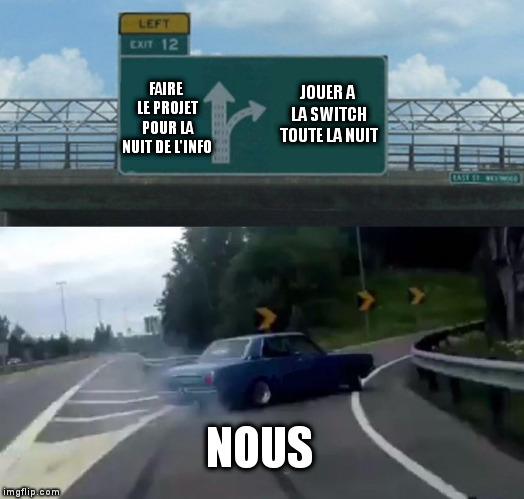 LEFT
EXIT 12
FAIRE
LE PROJET
POUR LA
NUIT DE L'INFO
JOUER A
LA SWITCH
TOUTE LA NUIT
NOUS
imgflip.com